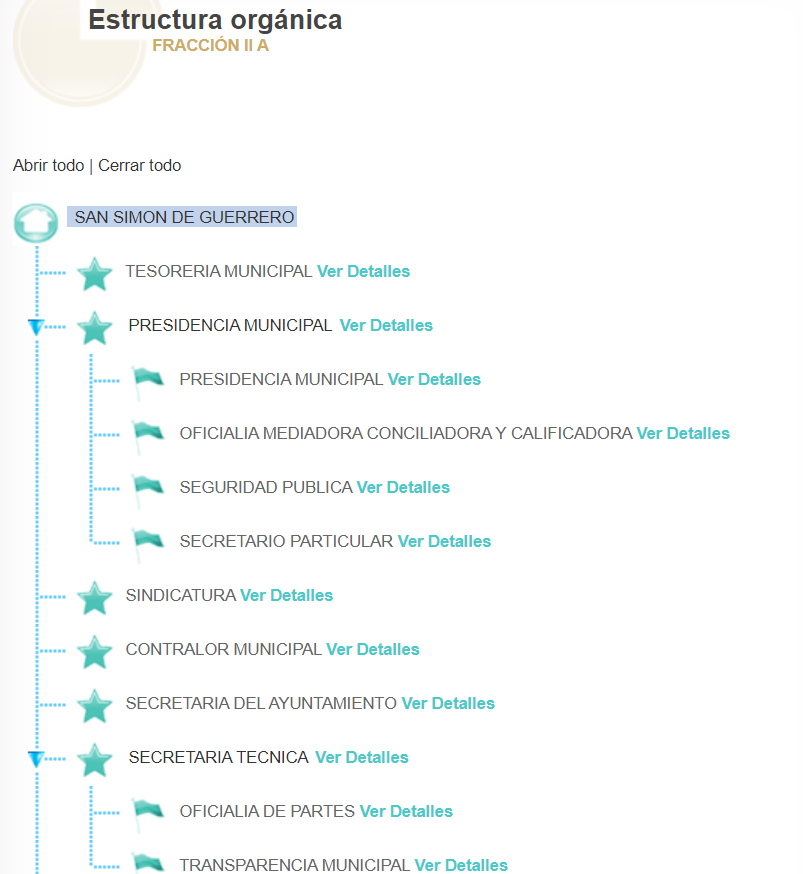 Estructura orgánica
FRACCIÓN II A
Abrir todo | Cerrar todo
SAN SIMON DE GUERRERO
TESORERIA MUNICIPAL Ver Detalles
PRESIDENCIA MUNICIPAL Ver Detalles
PRESIDENCIA MUNICIPAL Ver Detalles
OFICIALIA MEDIADORA CONCILIADORA Y CALIFICADORA Ver Detalles
SEGURIDAD PUBLICA Ver Detalles
SECRETARIO PARTICULAR Ver Detalles
SINDICATURA Ver Detalles
CONTRALOR MUNICIPAL Ver Detalles
SECRETARIA DEL AYUNTAMIENTO Ver Detalles
SECRETARIA TECNICA Ver Detalles
OFICIALIA DE PARTES Ver Detalles
TRANSPARENCIA MUNICIPAL Ver Detalles